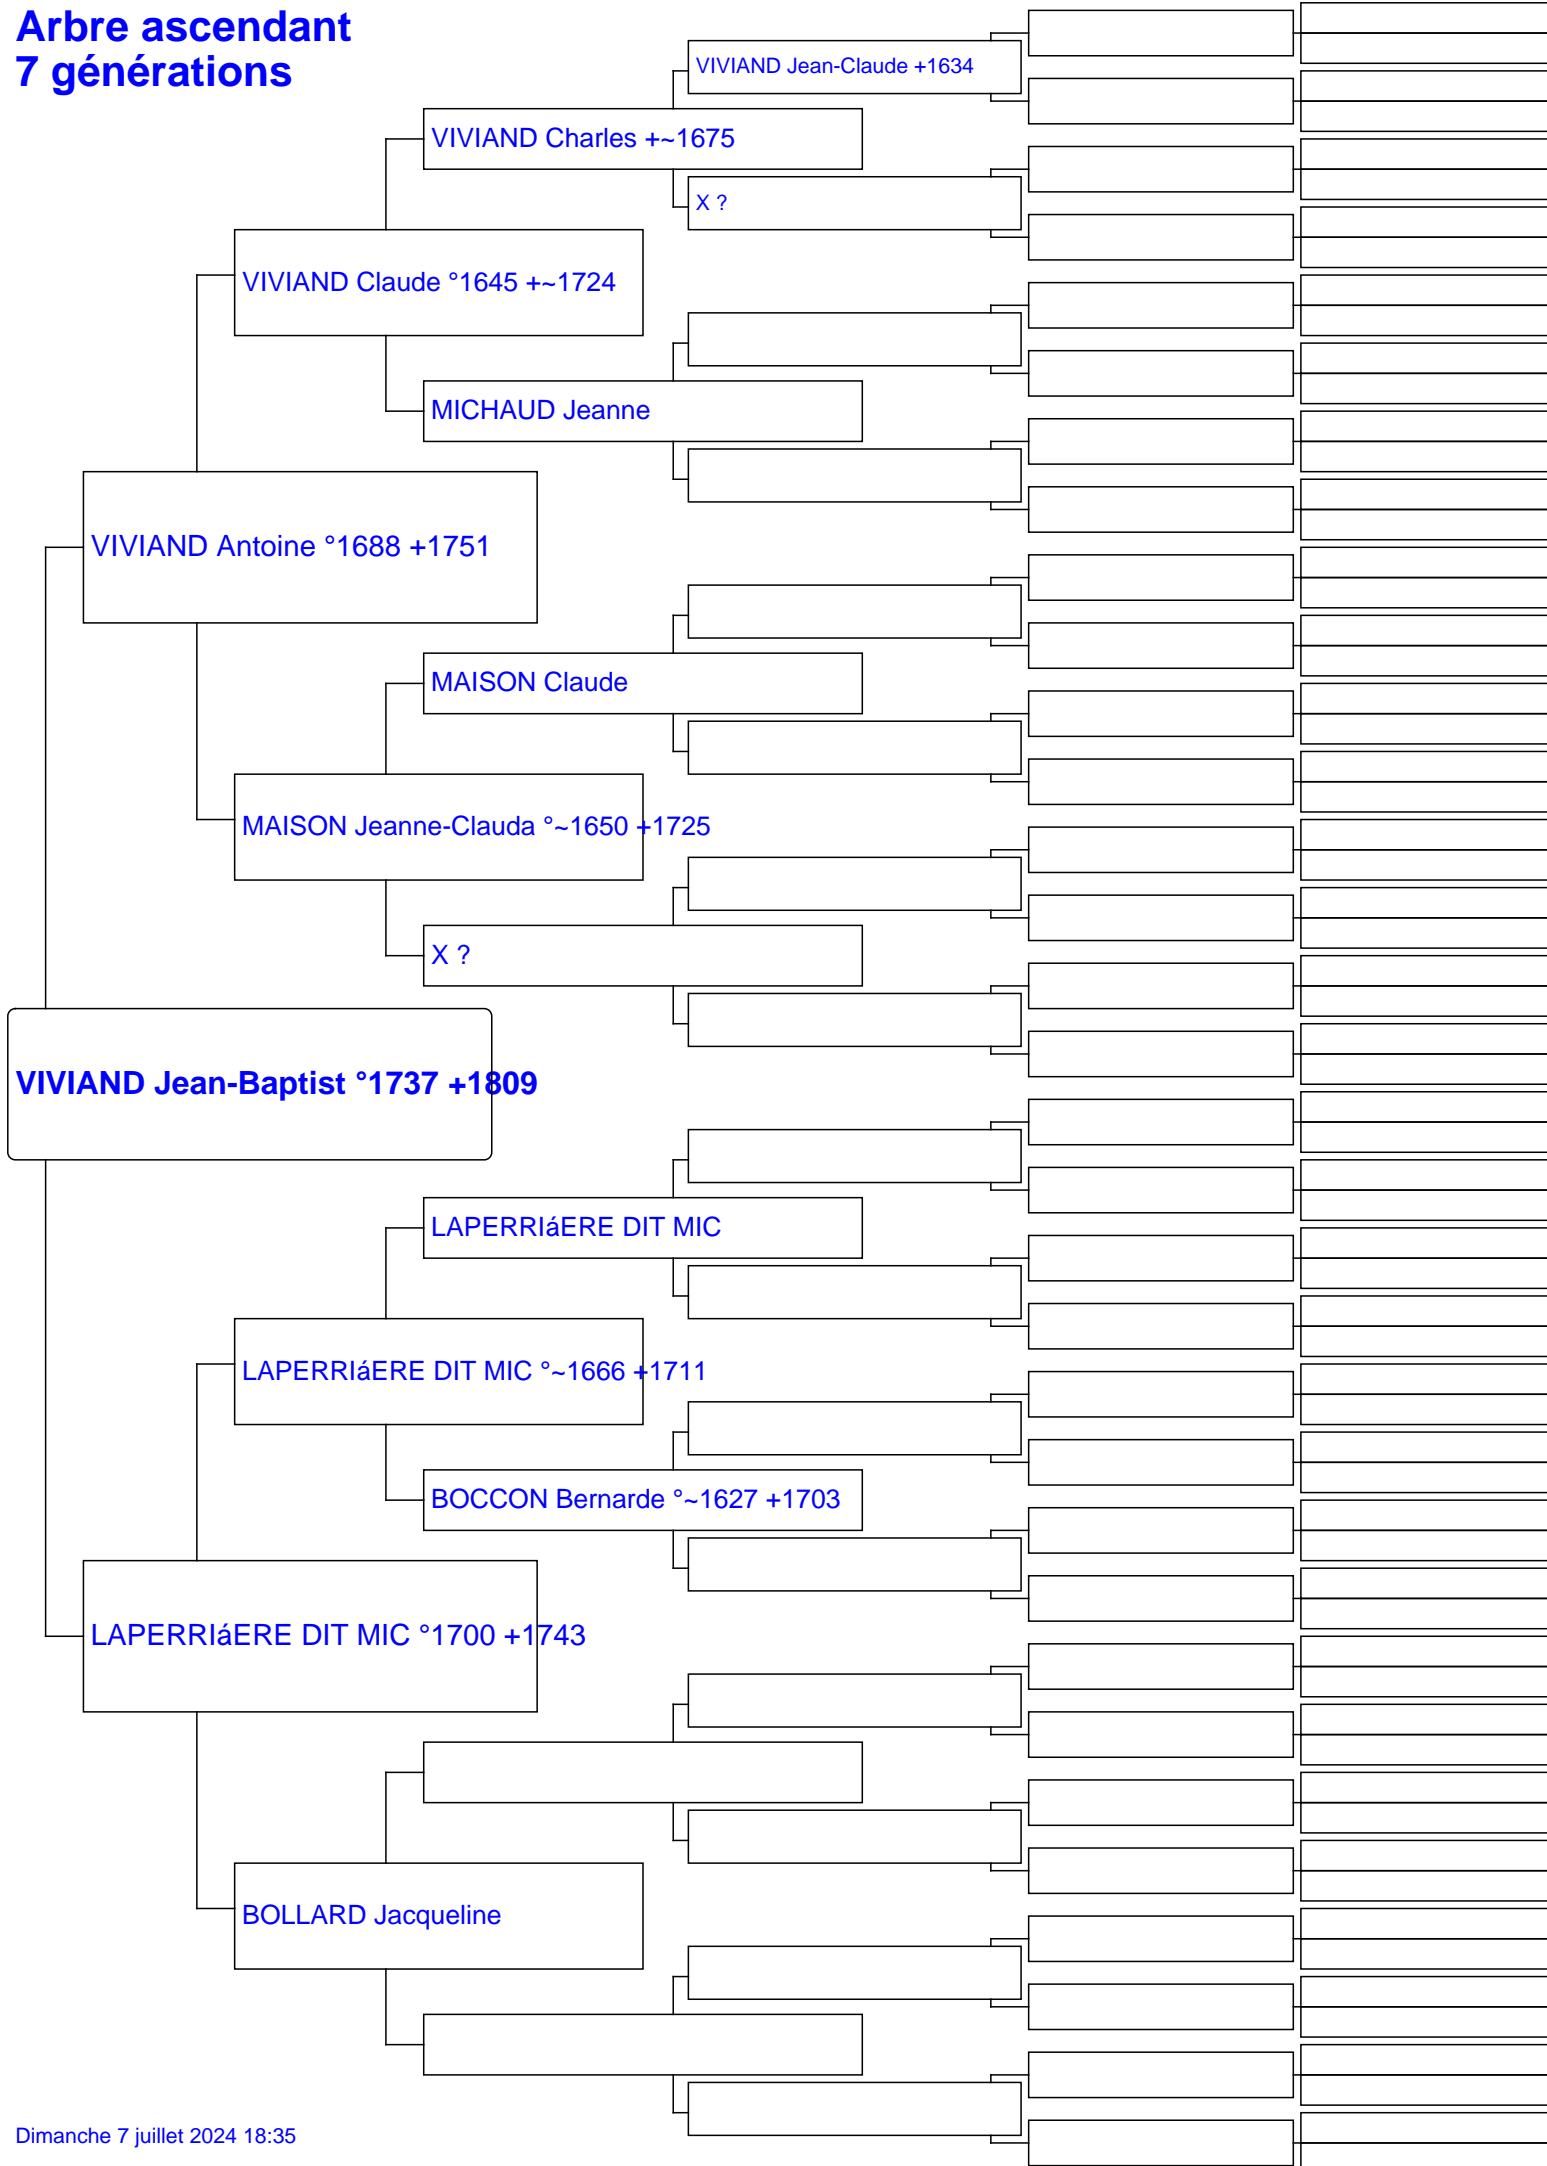 Arbre ascendant
7 générations
VIVIAND Jean-Claude +1634
VIVIAND Charles +~1675
X ?
VIVIAND Claude °1645 +~1724
MICHAUD Jeanne
VIVIAND Antoine °1688 +1751
MAISON Claude
MAISON Jeanne-Clauda °~1650 +1725
X ?
VIVIAND Jean-Baptist °1737 +1809
LAPERRIáERE DIT MIC
LAPERRIáERE DIT MIC °~1666 +1711
BOCCON Bernarde °~1627 +1703
LAPERRIáERE DIT MIC °1700 +1743
BOLLARD Jacqueline
Dimanche 7 juillet 2024 18:35